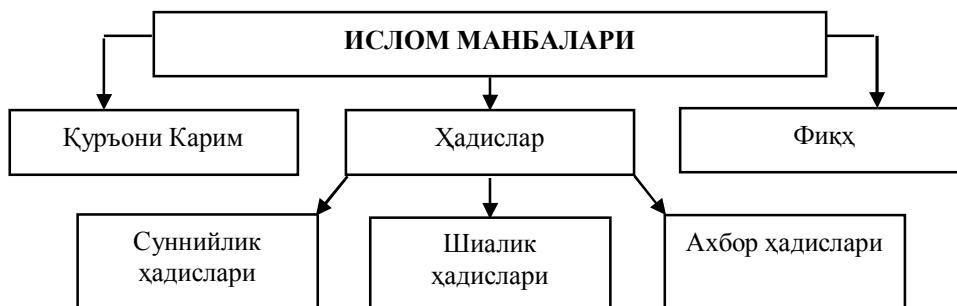 ИСЛОМ МАНБАЛАРИ
Қуръони Карим
Ҳадислар
Фиқҳ
Суннийлик
ҳадислари
Шиалик
ҳадислари
Ахбор ҳадислари